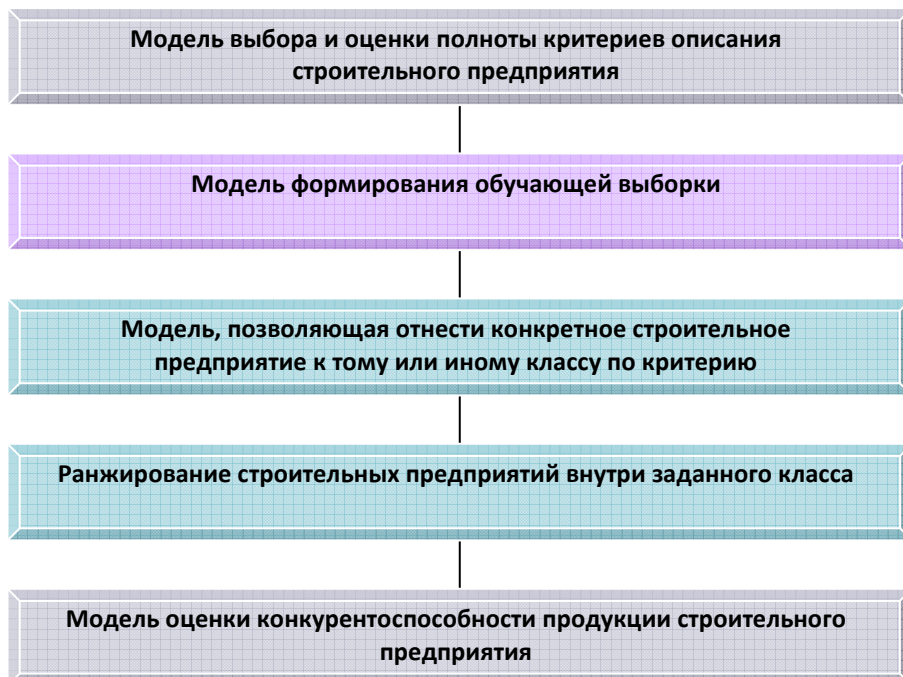 Модель выбора и оценки полноты критериев описания
строительного предприятия
Модель формирования обучающей выборки
Модель, позволяющая отнести конкретное строительное
предприятие к тому или иному классу по критерию
Ранжирование строительных предприятий внутри заданного класса
Модель оценки конкурентоспособности продукции строительного
предприятия